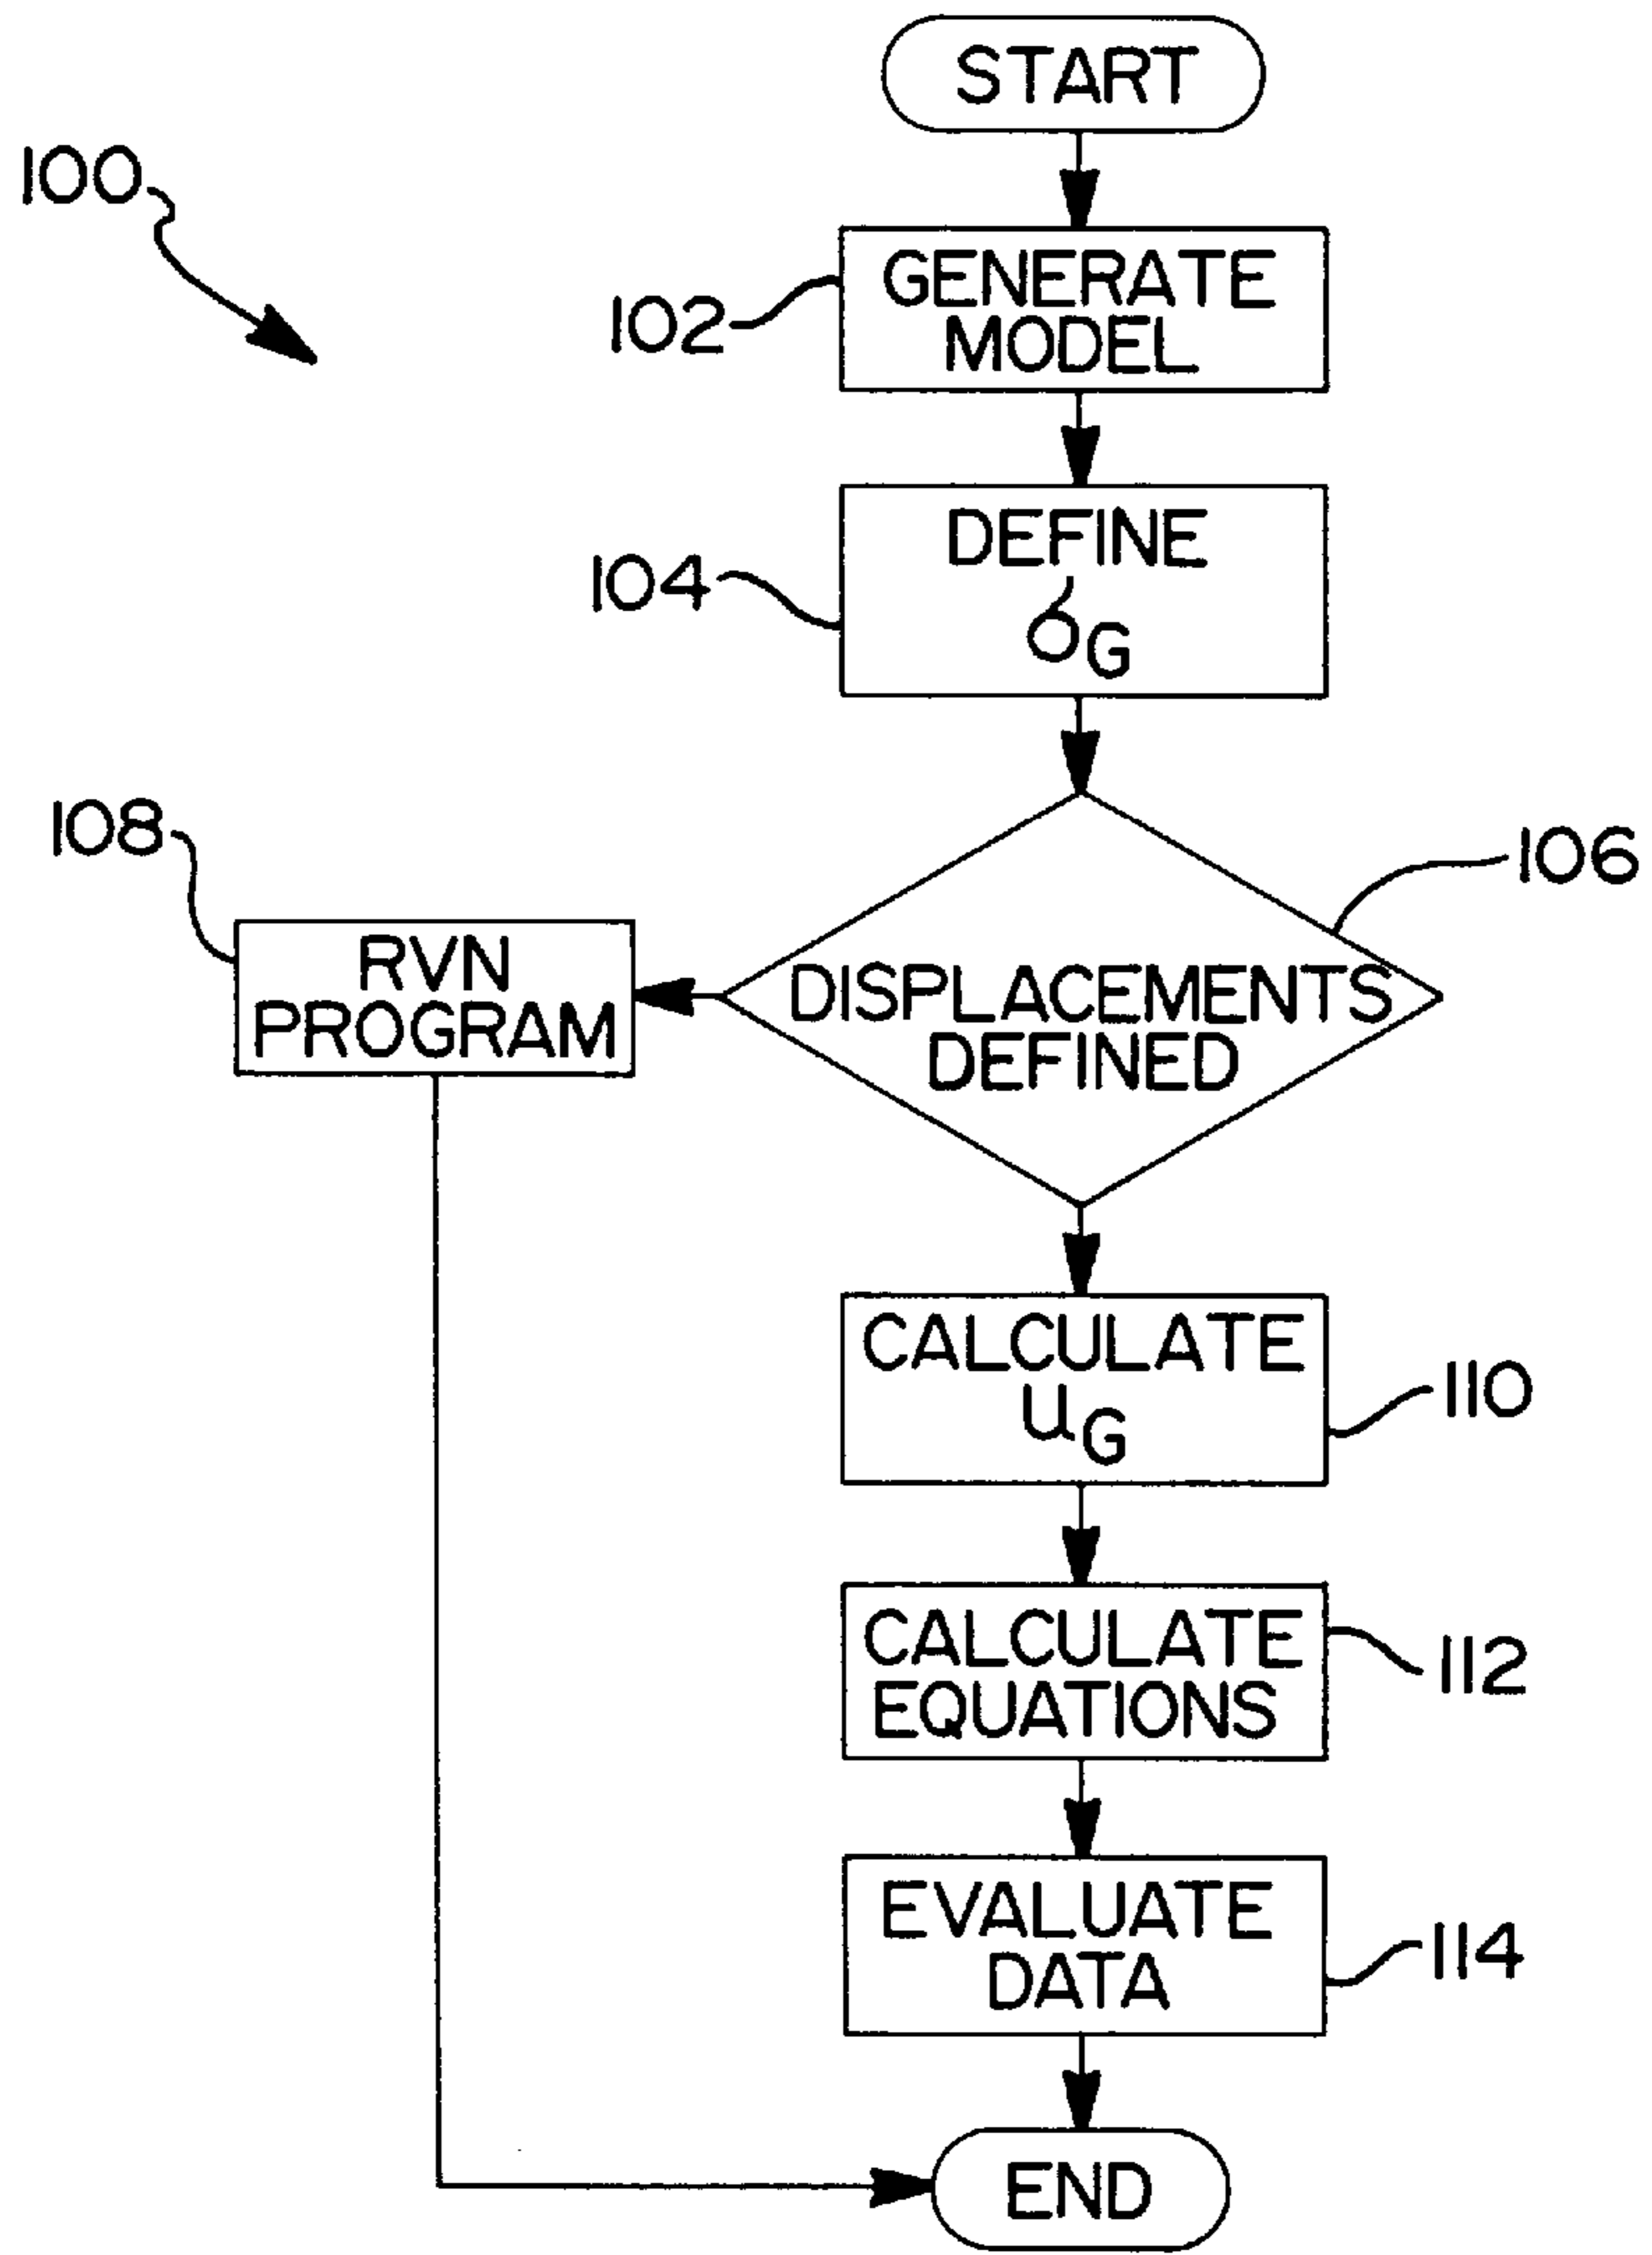 START
100
GENERATE
MODEL
102
DEFINE
104
δG
108
106
RVN
PROGRAM
DISPLACEMENTS
DEFINED
CALCULATE
uG
110
CALCULATE
EQUATIONS
112
EVALUATE
DATA
114
END